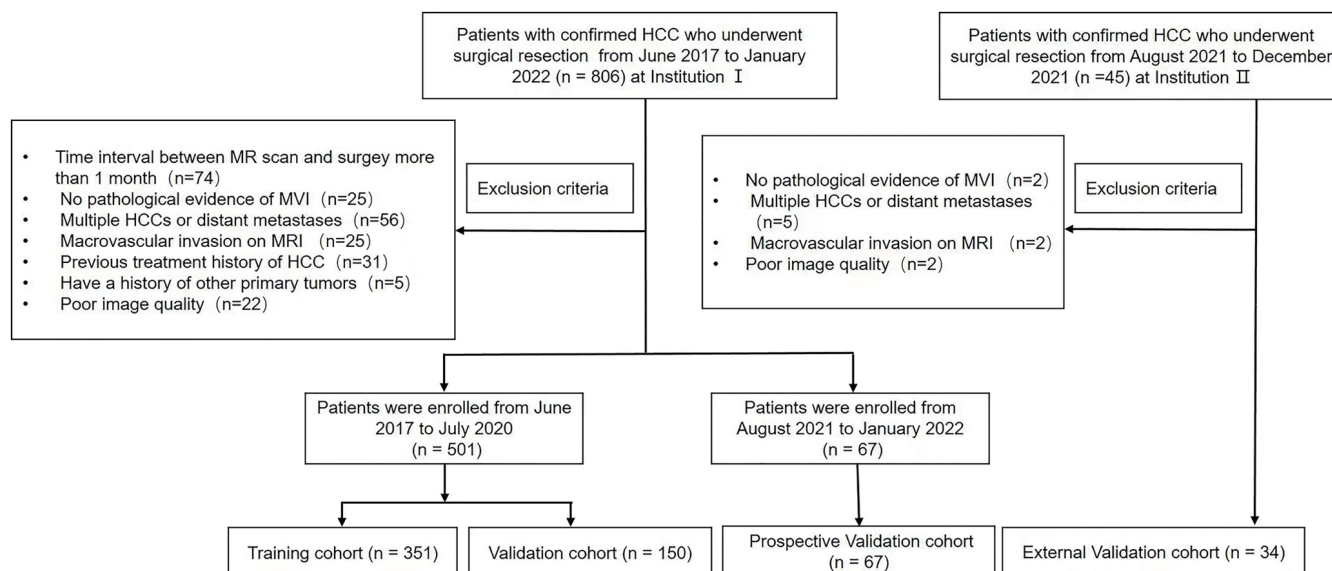 Patients with confirmed HCC who underwent
surgical resection  from June 2017 to January
2022 (n = 806) at Institution Ⅰ
Patients with confirmed HCC who underwent
surgical resection from August 2021 to December
2021 (n =45) at Institution Ⅱ
• Time interval between MR scan and surgey more
than 1 month（n=74）
• No pathological evidence of MVI（n=25）
• Multiple HCCs or distant metastases（n=56）
• Macrovascular invasion on MRI （n=25）
• Previous treatment history of HCC（n=31）
• Have a history of other primary tumors（n=5）
• Poor image quality（n=22）
Exclusion criteria
• No pathological evidence of MVI（n=2）
• Multiple HCCs or distant metastases
（n=5）
• Macrovascular invasion on MRI （n=2）
• Poor image quality（n=2）
Exclusion criteria
Patients were enrolled from June
2017 to July 2020
(n = 501)
Patients were enrolled from
August 2021 to January 2022
(n = 67)
Training cohort (n = 351)
Validation cohort (n = 150)
Prospective Validation cohort
(n = 67)
External Validation cohort (n = 34)